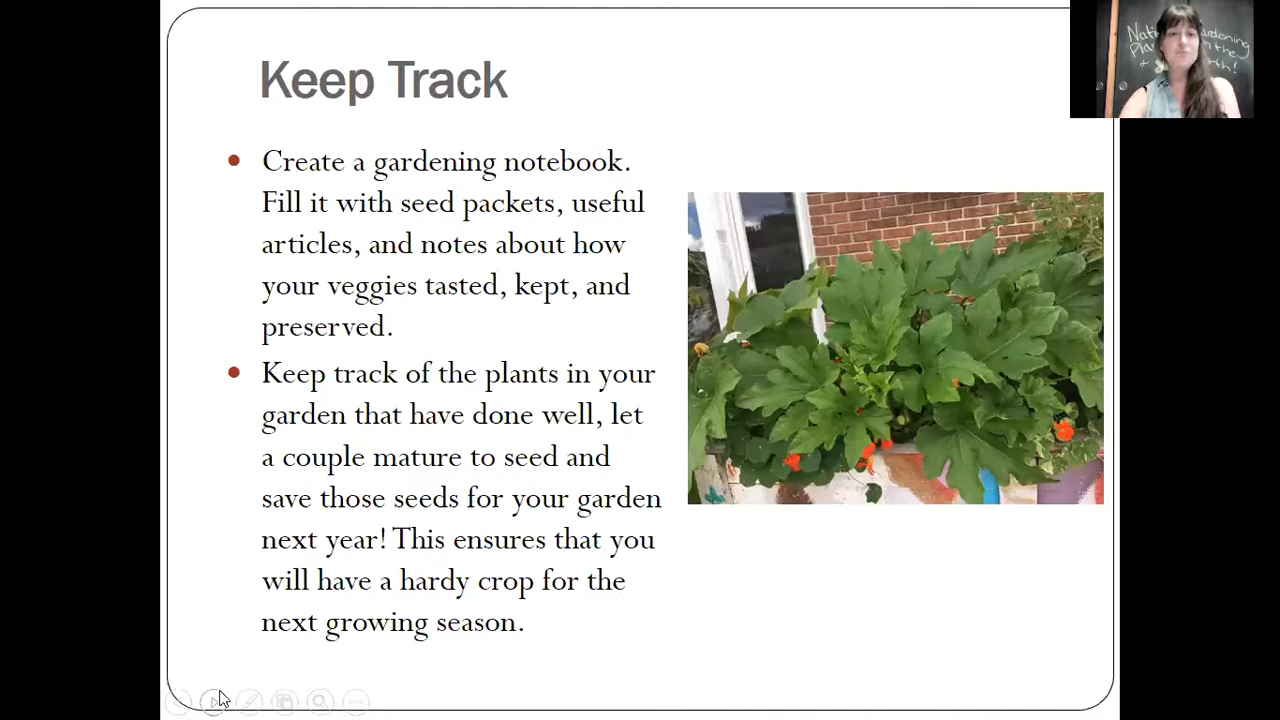 Keep Track
Create a gardening notebook.
Fill it with seed packets, useful
articles, and notes about how
your veggies tasted, kept, and
preserved.
Keep track of the plants in your
garden that have done well, let
a couple mature to seed and
save those seeds for your garden
next year! This ensures that you
will have a hardy crop for the
next growing season.